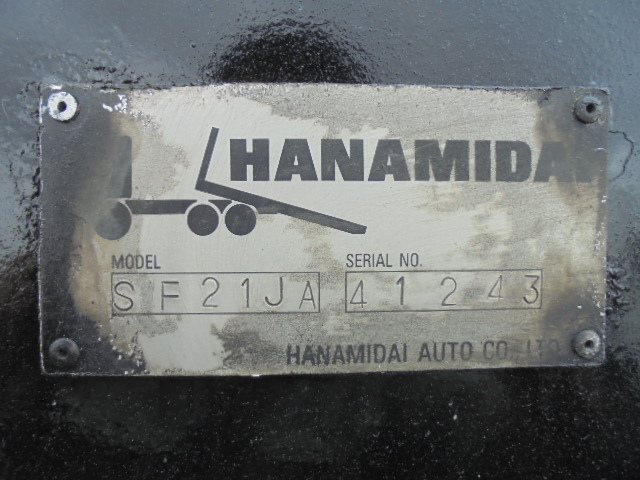 HANAMIDAI
MODEL SERIAL NO.
SF21JA 41243
HANAMIDAI AUTO CO., LTD.